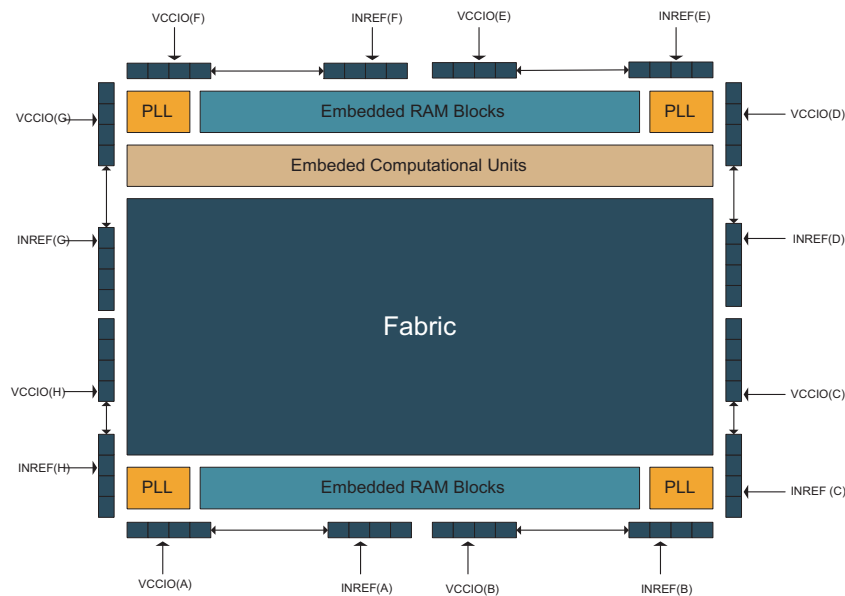 VCCIO(F)
INREF(F)
VCCIO(E)
INREF(E)
VCCIO(G)
PLL
Embedded RAM Blocks
PLL
VCCIO(D)
Embeded Computational Units
INREF(G)
INREF(D)
Fabric
VCCIO(H)
VCCIO(C)
INREF(H)
PLL
Embedded RAM Blocks
PLL
INREF (C)
VCCIO(A)
INREF(A)
VCCIO(B)
INREF(B)